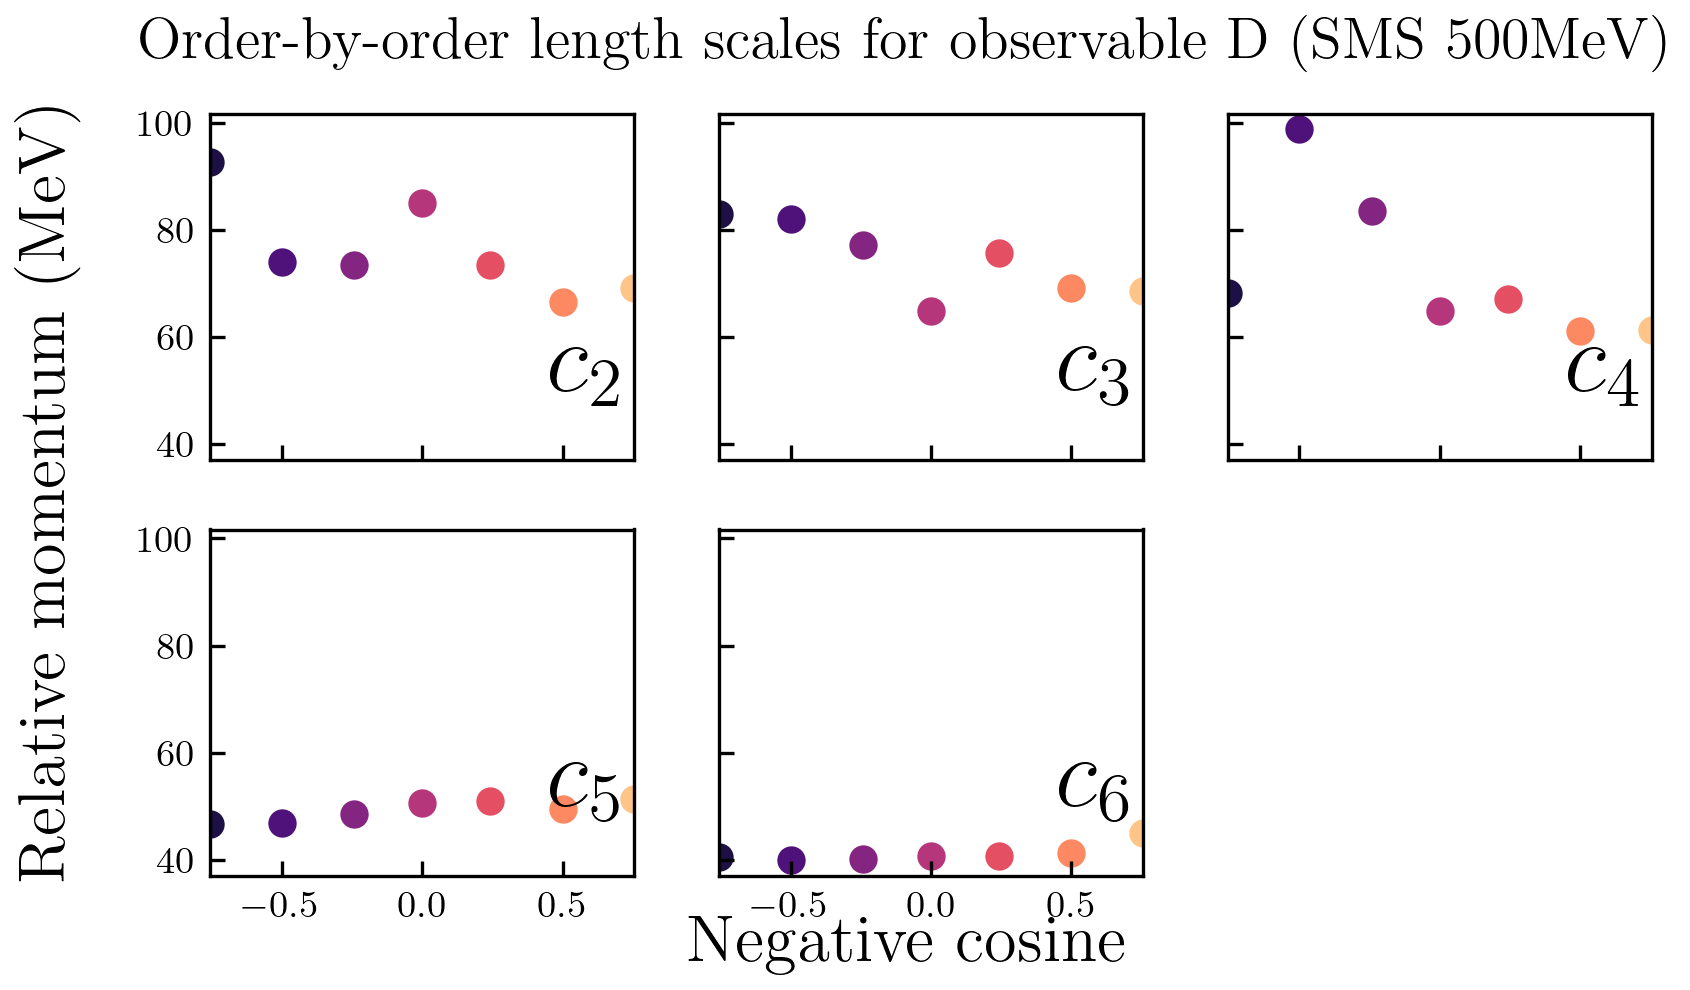 Order-by-order length scales for observable D (SMS 500MeV)
Relative momentum (MeV)
100
80
60
40
c2
c3
c4
100
80
60
40
c5
c6
−0.5 0.0 0.5
−0.5 0.0 0.5
Negative cosine